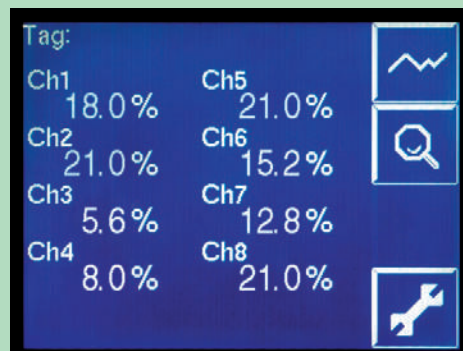 Tag:
Ch1
18.0%
Ch2
21.0%
Ch3
5.6%
Ch4
8.0%
Ch5
21.0%
Ch6
15.2%
Ch7
12.8%
Ch8
21.0%